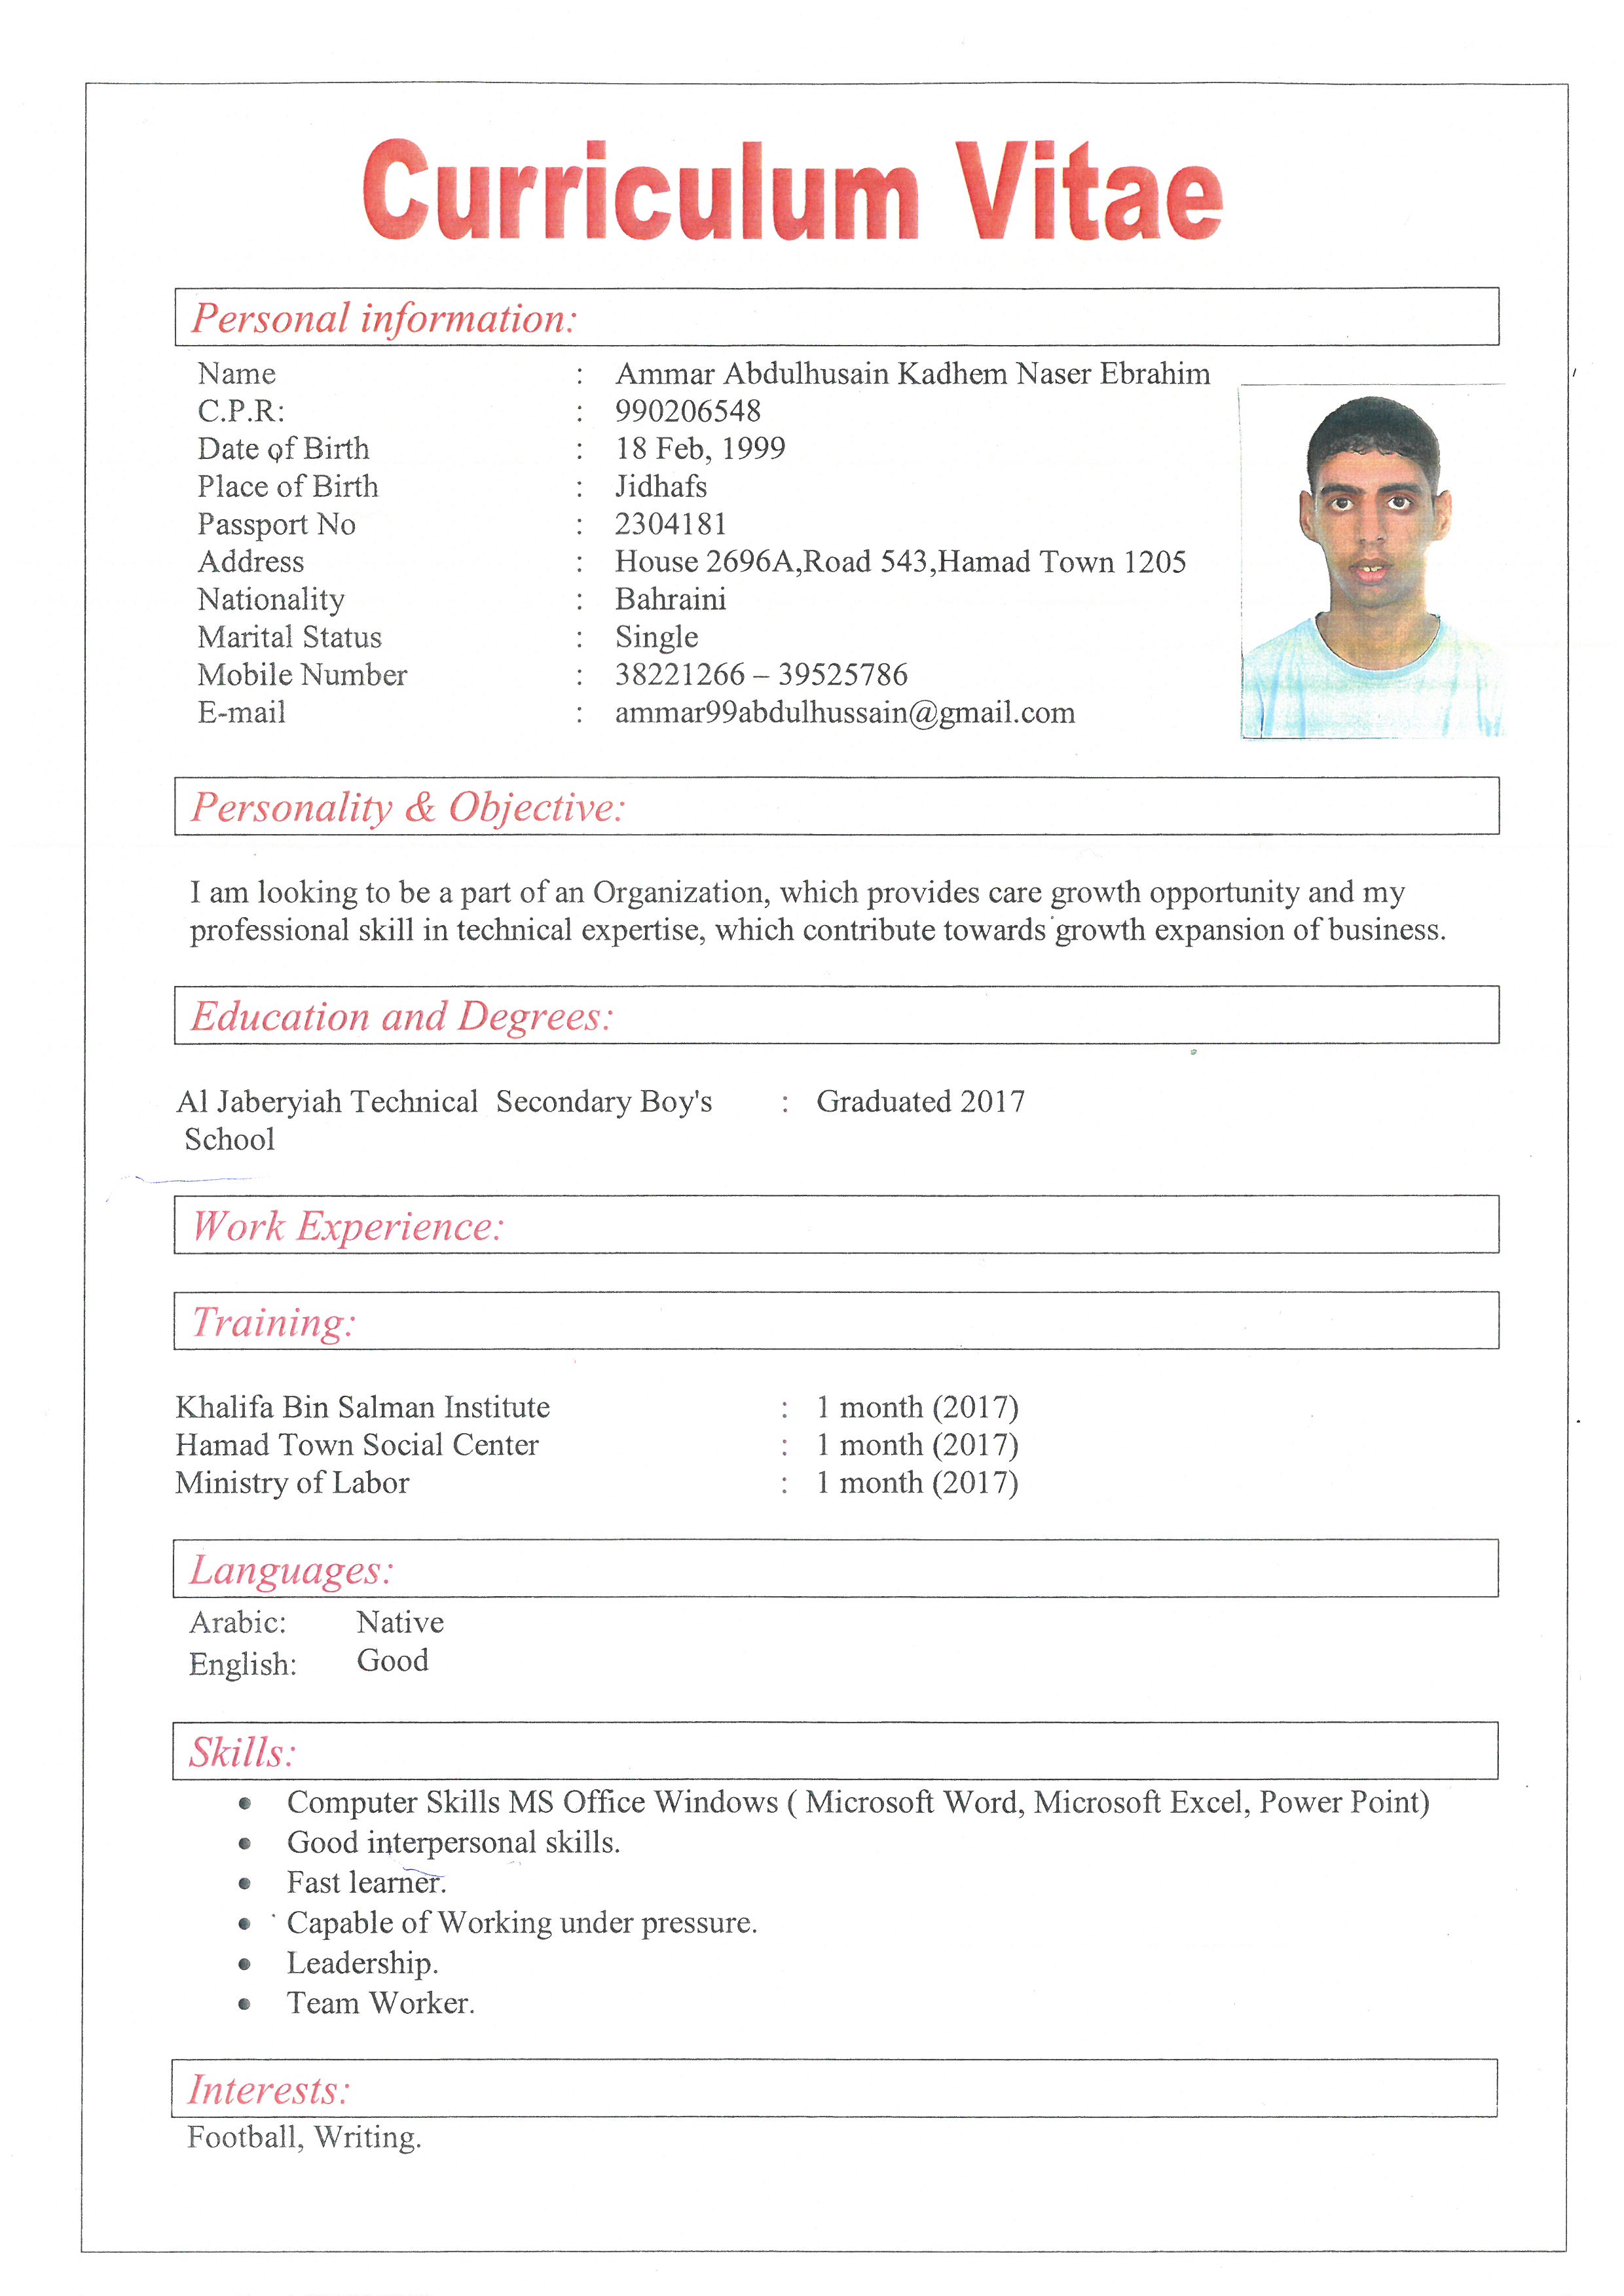 Curriculum Vitae
Personal information:
Name : Ammar Abdulhusain Kadhem Naser Ebrahim
C.P.R: : 990206548
Date of Birth : 18 Feb, 1999
Place of Birth : Jidhafs
Passport No : 2304181
Address : House 2696A,Road 543,Hamad Town 1205
Nationality : Bahraini
Marital Status : Single
Mobile Number : 38221266 – 39525786
E-mail : ammar99abdulhussain@gmail.com
Personality & Objective:
I am looking to be a part of an Organization, which provides care growth opportunity and my
professional skill in technical expertise, which contribute towards growth expansion of business.
Education and Degrees:
Al Jaberyiah Technical Secondary Boy's : Graduated 2017
School
Work Experience:
Training:
Khalifa Bin Salman Institute : 1 month (2017)
Hamad Town Social Center : 1 month (2017)
Ministry of Labor : 1 month (2017)
Languages:
Arabic: Native
English: Good
Skills:
• Computer Skills MS Office Windows ( Microsoft Word, Microsoft Excel, Power Point)
• Good interpersonal skills.
• Fast learner.
• Capable of Working under pressure.
• Leadership.
• Team Worker.
Interests:
Football, Writing.